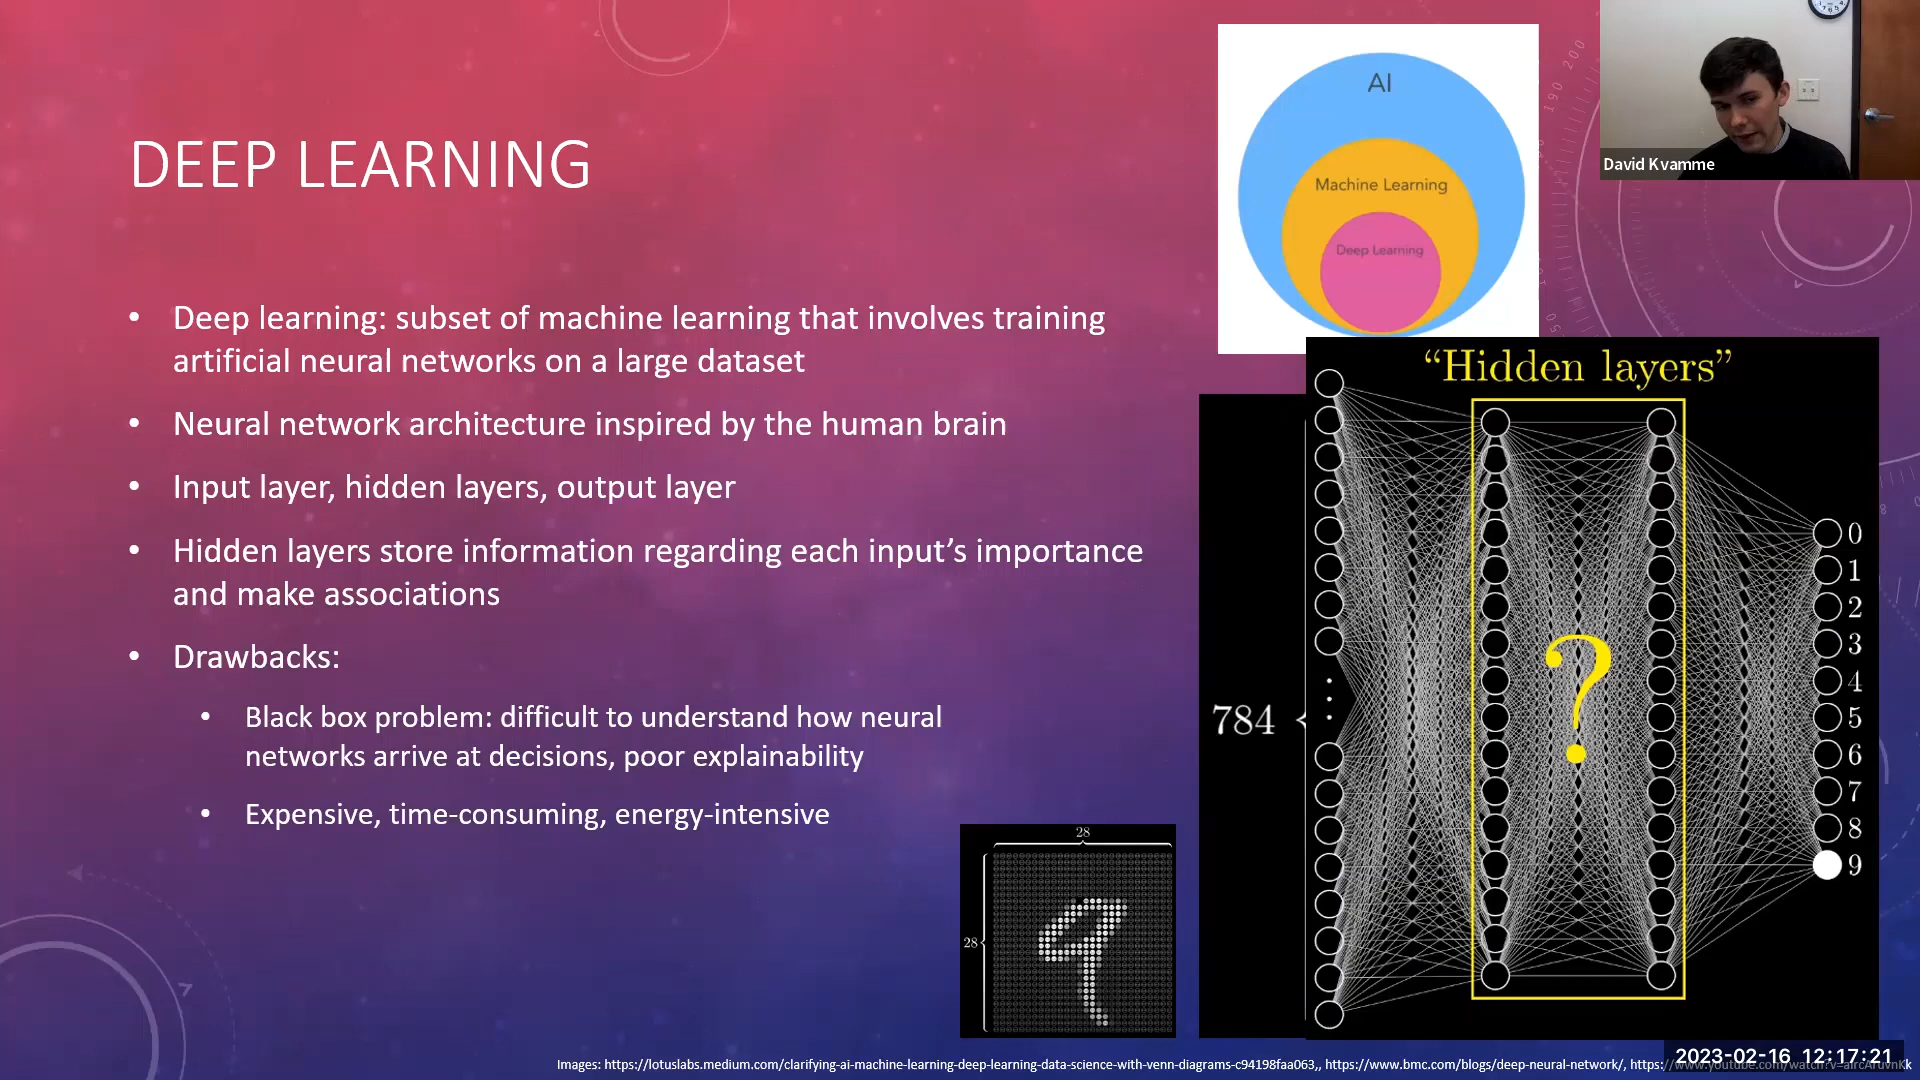 DEEP LEARNING
• Deep learning: subset of machine learning that involves training
artificial neural networks on a large dataset
• Neural network architecture inspired by the human brain
• Input layer, hidden layers, output layer
• Hidden layers store information regarding each input’s importance
and make associations
• Drawbacks:
• Black box problem: difficult to understand how neural
networks arrive at decisions, poor explainability
• Expensive, time-consuming, energy-intensive
AI
Machine Learning
Deep Learning
David Kvamme
“Hidden layers”
784
?
0
1
2
3
4
5
6
7
8
9
28
28
190 200
Images: https://lotuslabs.medium.com/clarifying-ai-machine-learning-deep-learning-data-science-with-venn-diagrams-c94198faa063,, https://www.bmc.com/blogs/deep-neural-network/, https:
2023-02-16 12:17:21